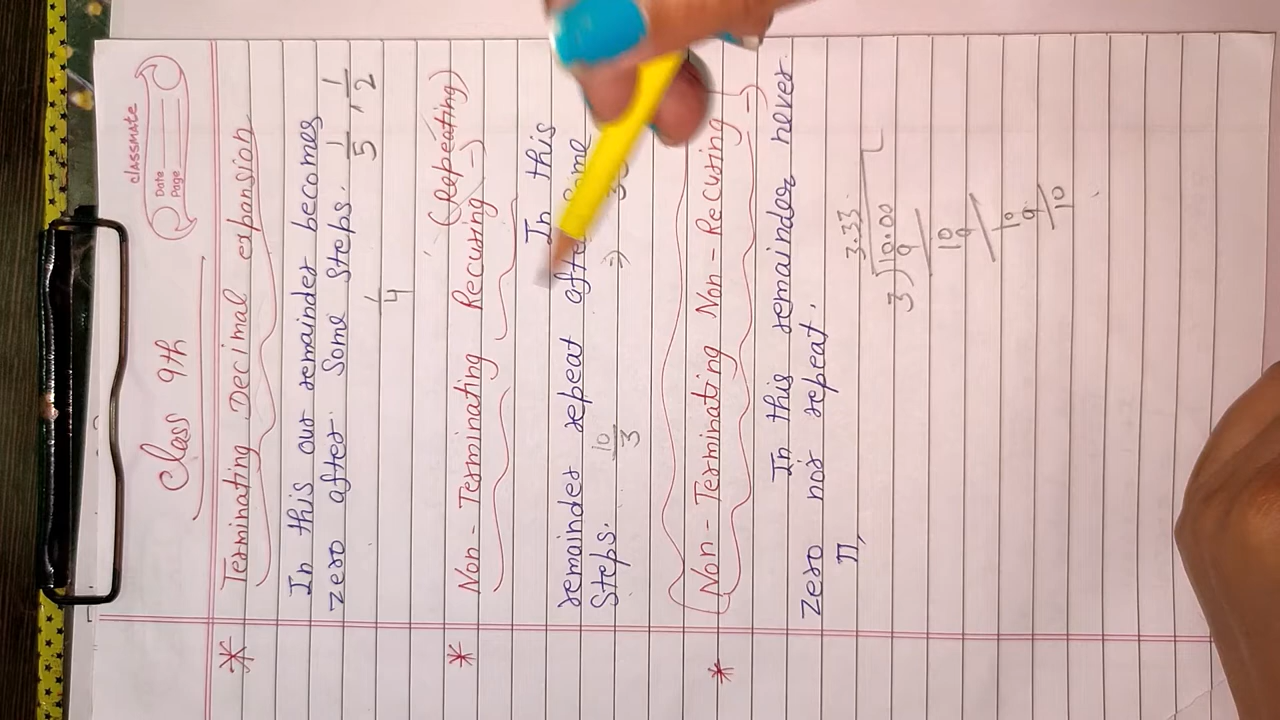 classmate
Date
Page
Class 9th
* Terminating Decimal expansion
In this our remainder becomes
zero after some steps. 1/5, 1/2
1/4
(Repeating)
* Non-Terminating Recuring →
In this
remainder repeat after some
Steps. 10/3 ⇒
* Non-Terminating Non-Recuring →
In this remainder never
Zero nor repeat.
π,
3.33
3) 10.00
9
10
9
10
9
10